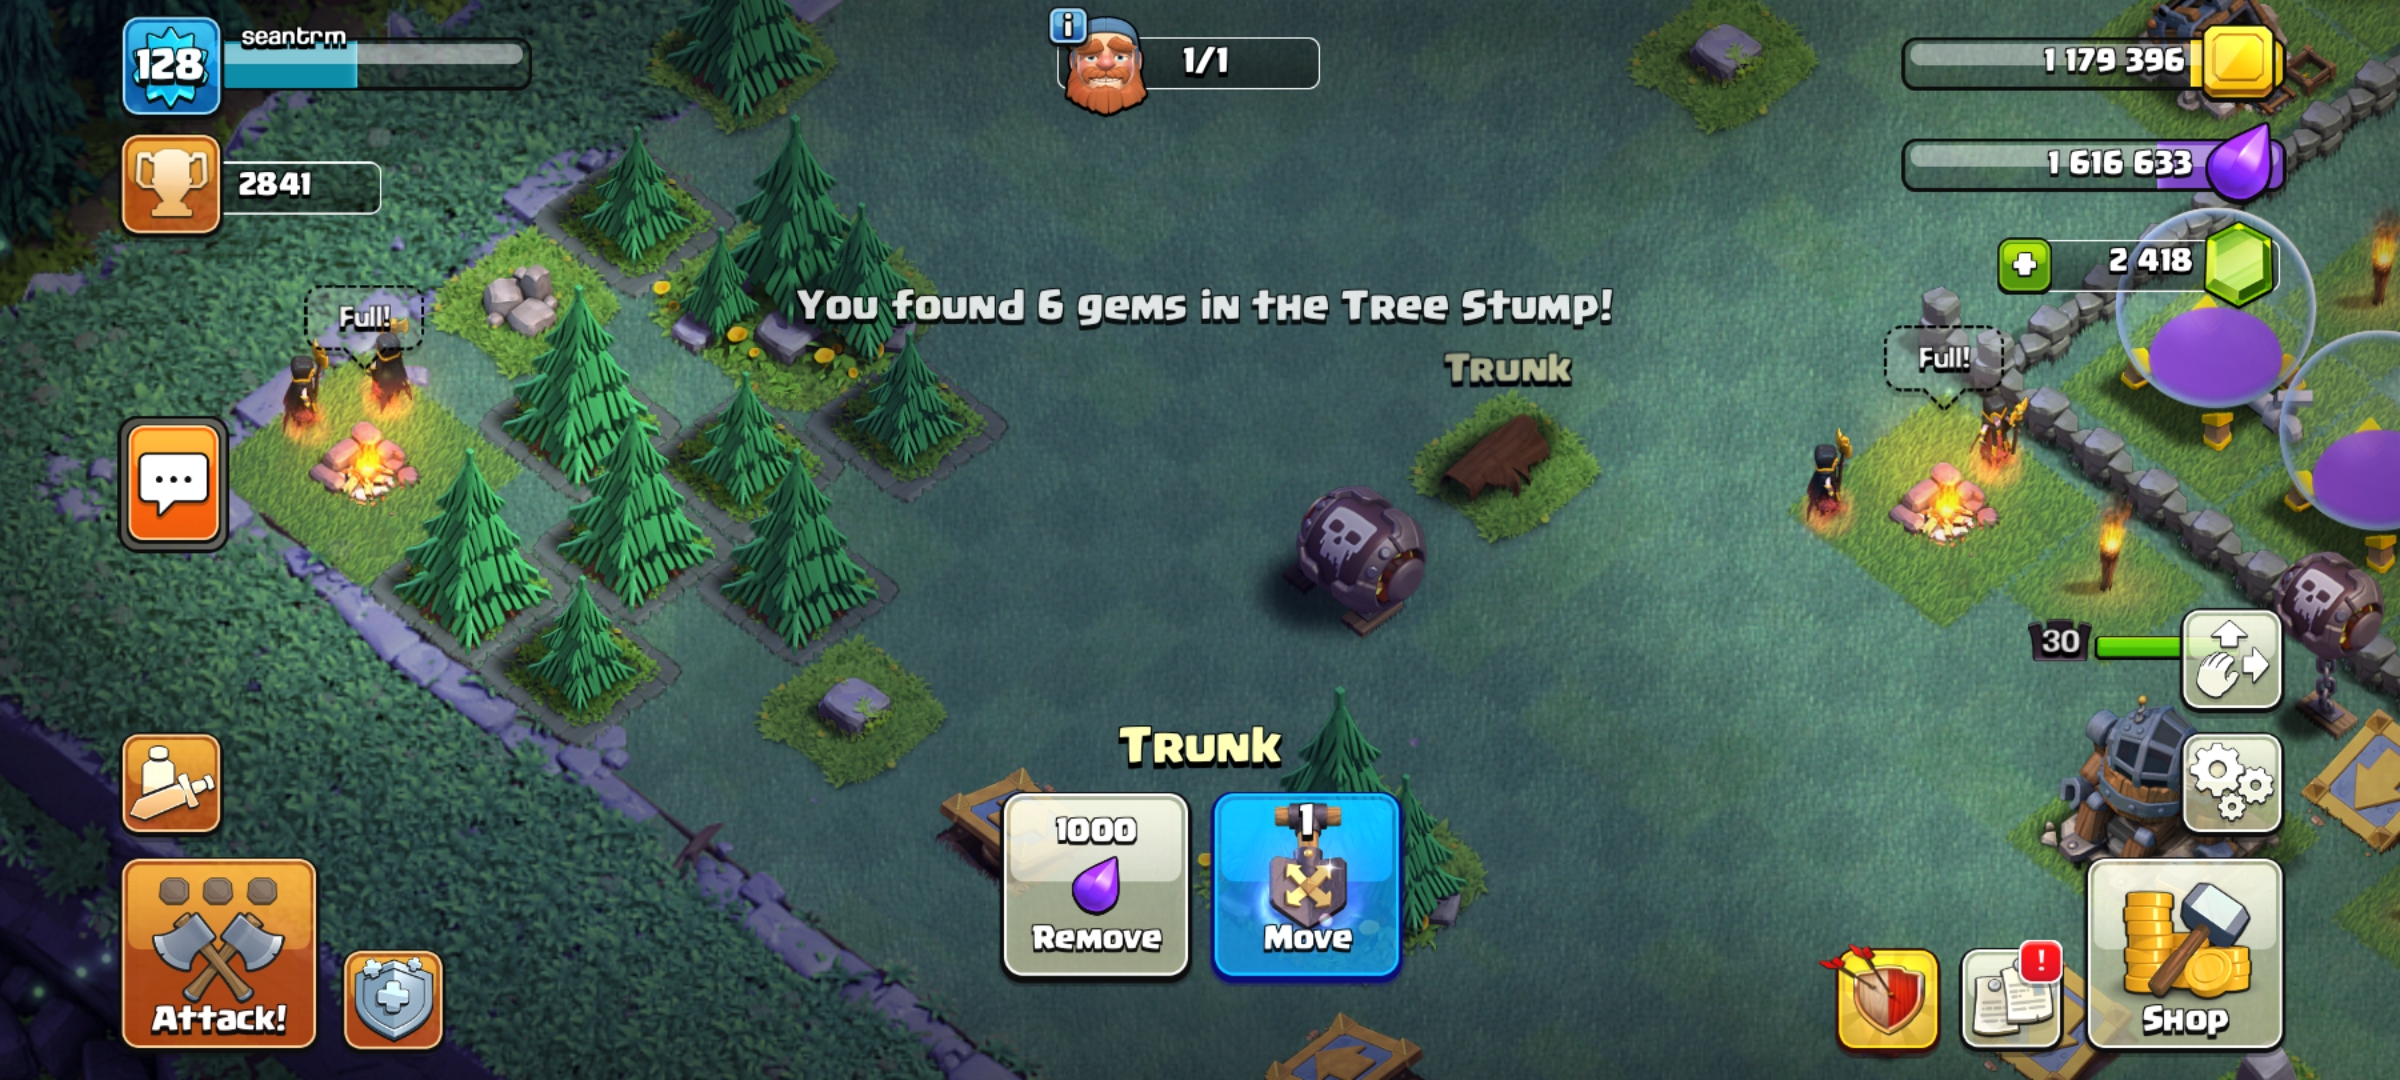 seantrm
128
1/1
1 179 396
2841
1 616 633
2 418
You found 6 gems in the Tree Stump!
Full!
Full!
Trunk
30
Trunk
1000
Remove
1
Move
Attack!
!
Shop